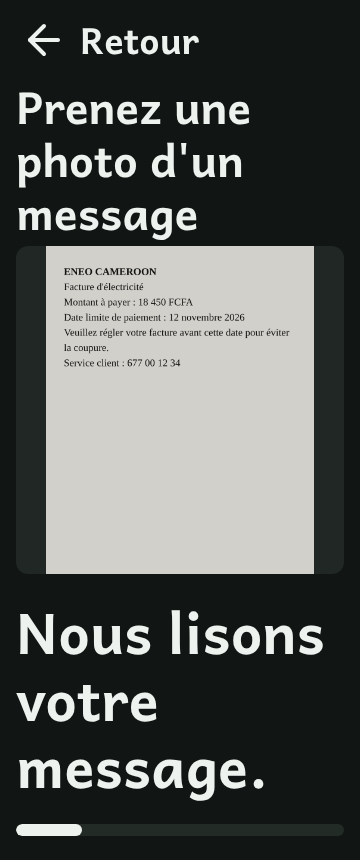 Retour
Prenez une
photo d'un
message
ENEO CAMEROON
Facture d'électricité
Montant à payer : 18 450 FCFA
Date limite de paiement : 12 novembre 2026
Veuillez régler votre facture avant cette date pour éviter
la coupure.
Service client : 677 00 12 34
Nous lisons
votre
message.